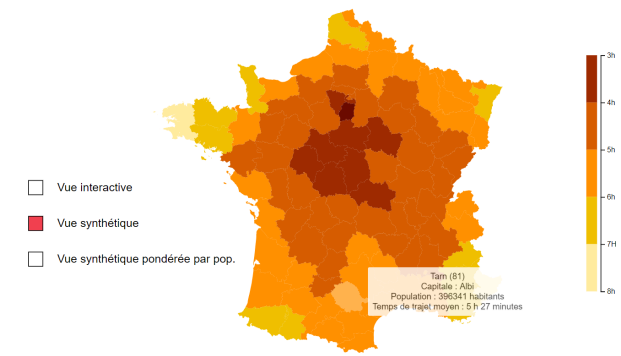 Vue interactive
Vue synthétique
Vue synthétique pondérée par pop.
Tarn (81)
Capitale : Albi
Population : 396341 habitants
Temps de trajet moyen : 5 h 27 minutes
3h
4h
5h
6h
7H
8h